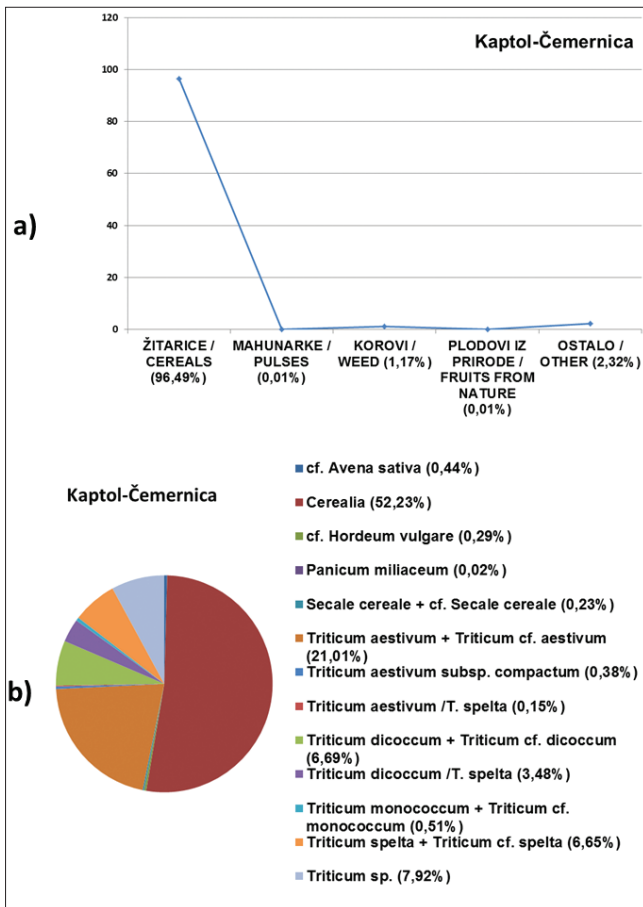 Kaptol-Čemernica
120
100
80
60
40
20
0
a)
ŽITARICE /
CEREALS
(96,49%)
MAHUNARKE /
PULSES
(0,01%)
KOROVI /
WEED (1,17%)
PLODOVI IZ
PRIRODE /
FRUITS FROM
NATURE
(0,01%)
OSTALO /
OTHER (2,32%)
Kaptol-Čemernica
b)
cf. Avena sativa (0,44%)
Cerealia (52,23%)
cf. Hordeum vulgare (0,29%)
Panicum miliaceum (0,02%)
Secale cereale + cf. Secale cereale (0,23%)
Triticum aestivum + Triticum cf. aestivum
(21,01%)
Triticum aestivum subsp. compactum (0,38%)
Triticum aestivum /T. spelta (0,15%)
Triticum dicoccum + Triticum cf. dicoccum
(6,69%)
Triticum dicoccum /T. spelta (3,48%)
Triticum monococcum + Triticum cf.
monococcum (0,51%)
Triticum spelta + Triticum cf. spelta (6,65%)
Triticum sp. (7,92%)